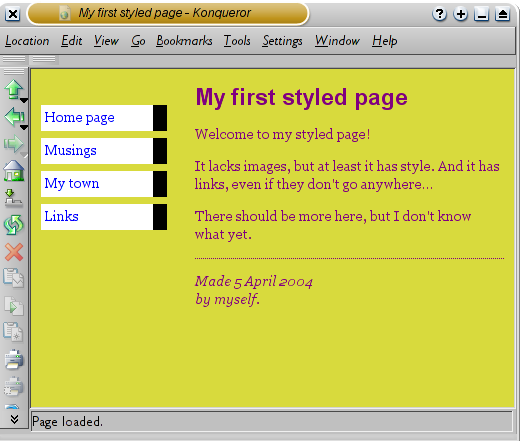 My first styled page - Konqueror
Location Edit View Go Bookmarks Tools Settings Window Help
Home page
Musings
My town
Links
My first styled page
Welcome to my styled page!
It lacks images, but at least it has style. And it has
links, even if they don't go anywhere...
There should be more here, but I don't know
what yet.
Made 5 April 2004
by myself.
Page loaded.